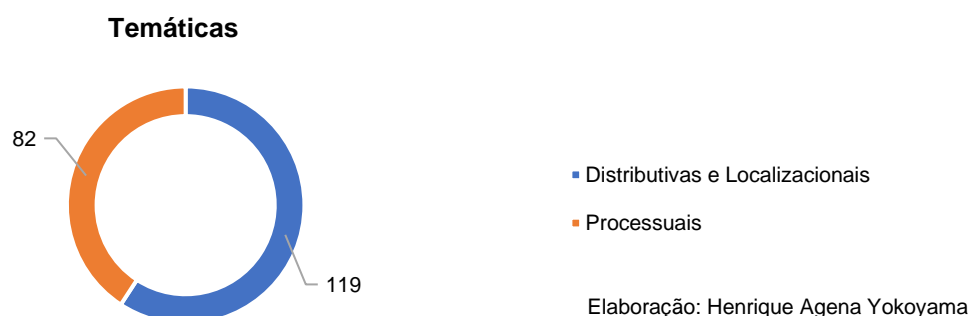 Temáticas
82
Distributivas e Localizacionais
Processuais
119
Elaboração: Henrique Agena Yokoyama